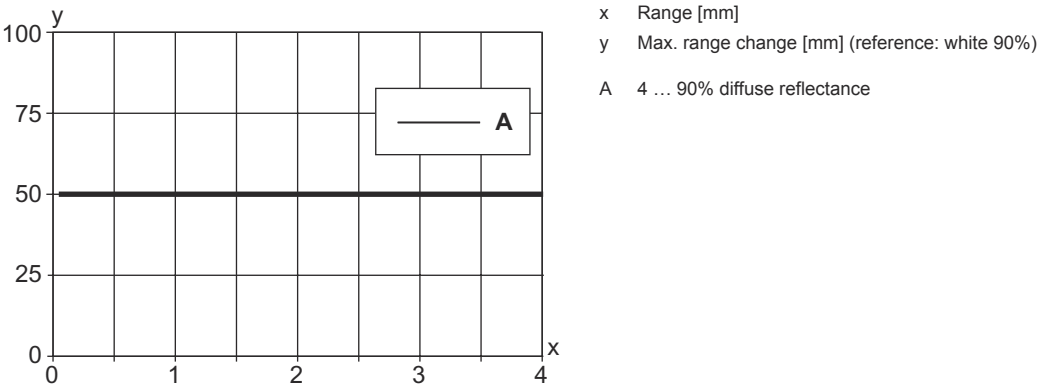 y
100
75
50
25
0
0 1 2 3 4
x
A
x Range [mm]
y Max. range change [mm] (reference: white 90%)
A 4 … 90% diffuse reflectance